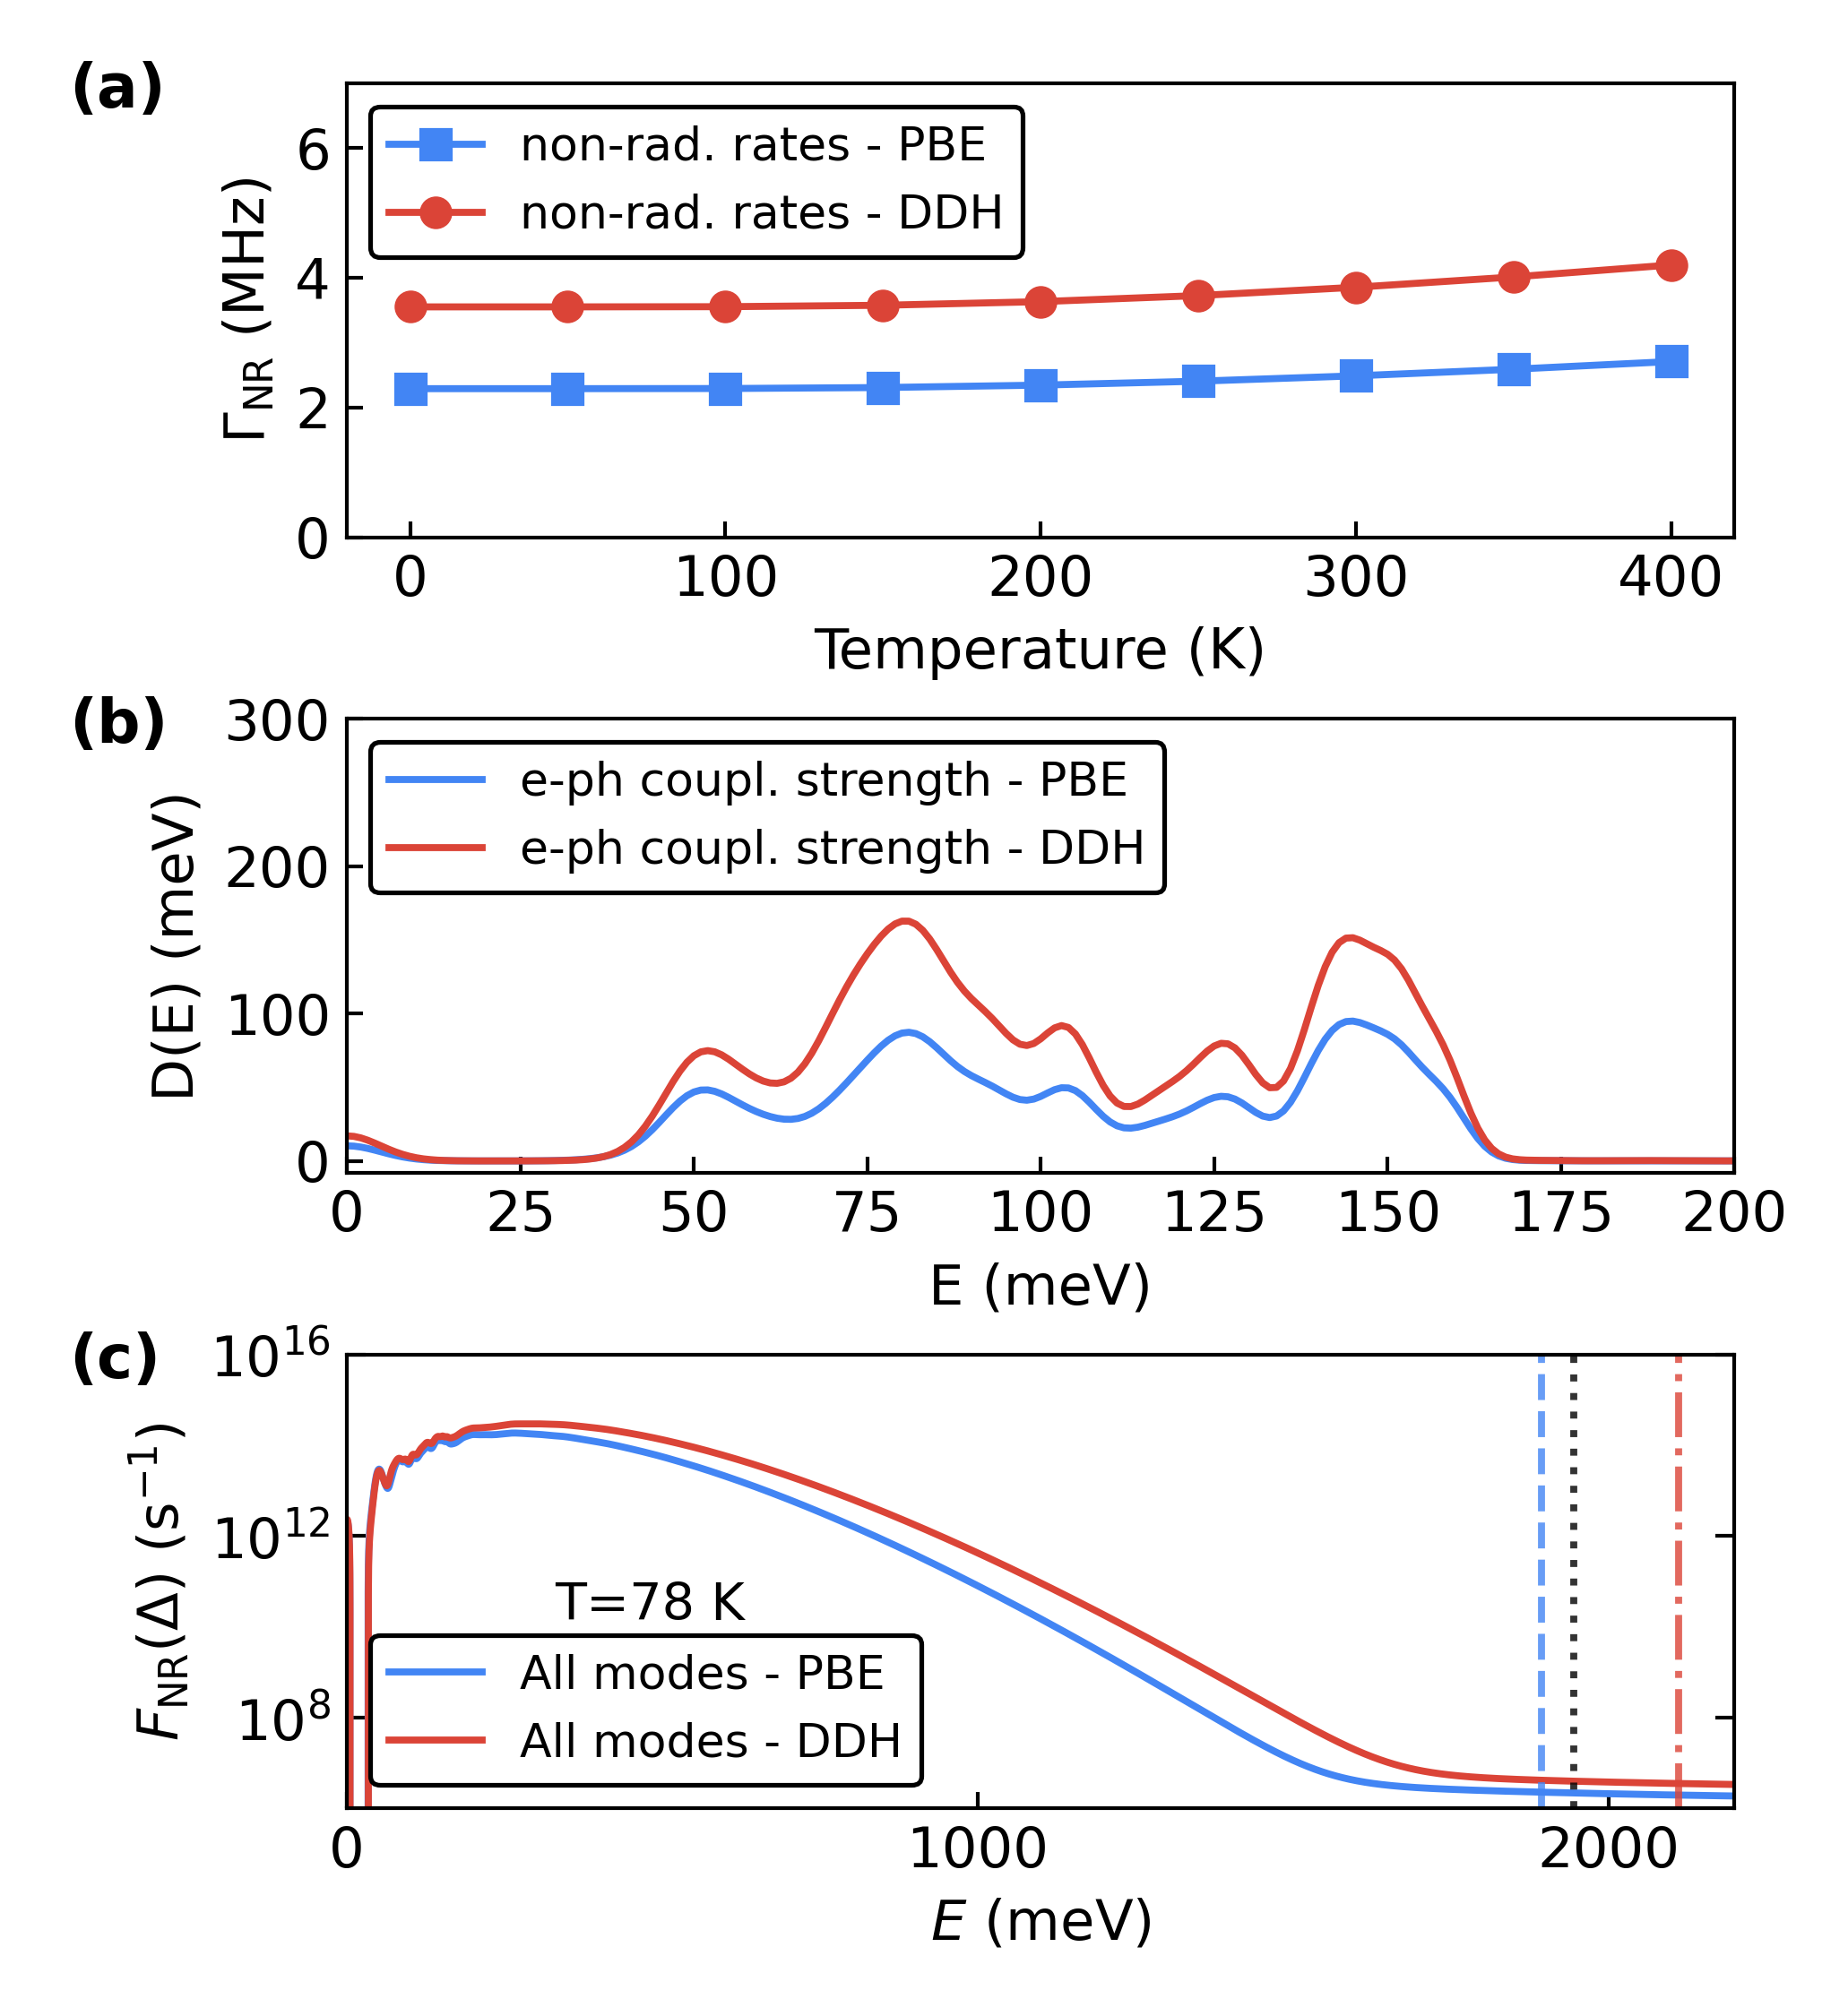 (a)
6
4
2
0
Γ_NR (MHz)
non-rad. rates - PBE
non-rad. rates - DDH
0 100 200 300 400
Temperature (K)
(b)
300
200
100
0
D(E) (meV)
e-ph coupl. strength - PBE
e-ph coupl. strength - DDH
0 25 50 75 100 125 150 175 200
E (meV)
(c)
10^16
10^12
10^8
F_NR(Δ) (s^−1)
T=78 K
All modes - PBE
All modes - DDH
0 1000 2000
E (meV)